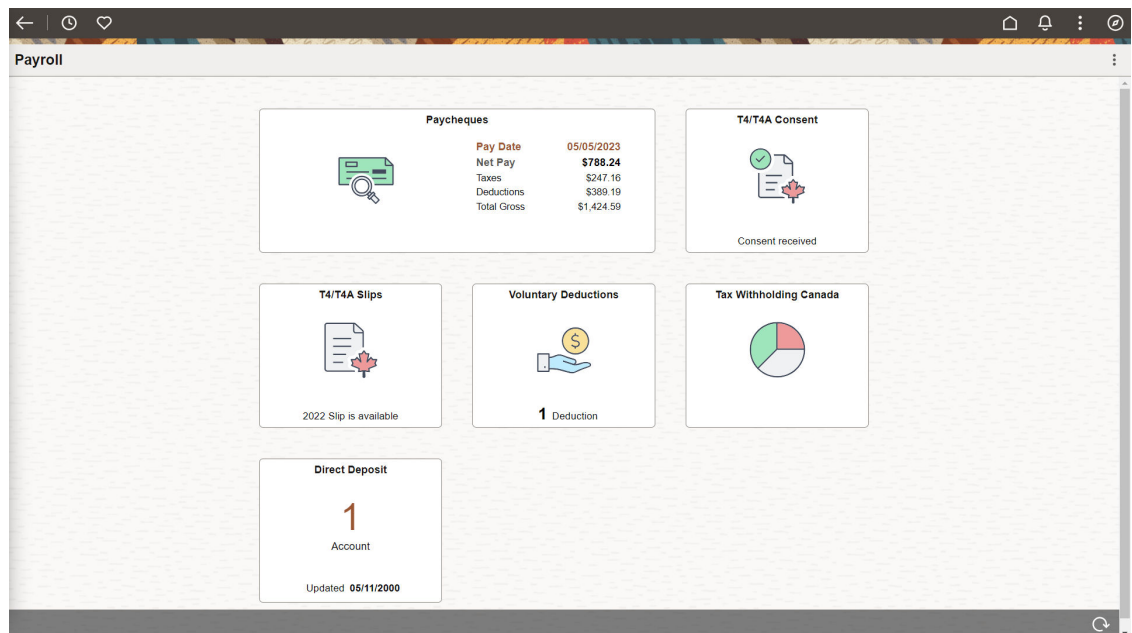 Payroll
Paycheques
Pay Date 05/05/2023
Net Pay $788.24
Taxes $247.16
Deductions $389.19
Total Gross $1,424.59
T4/T4A Consent
Consent received
T4/T4A Slips
2022 Slip is available
Voluntary Deductions
$
1 Deduction
Tax Withholding Canada
Direct Deposit
1
Account
Updated 05/11/2000